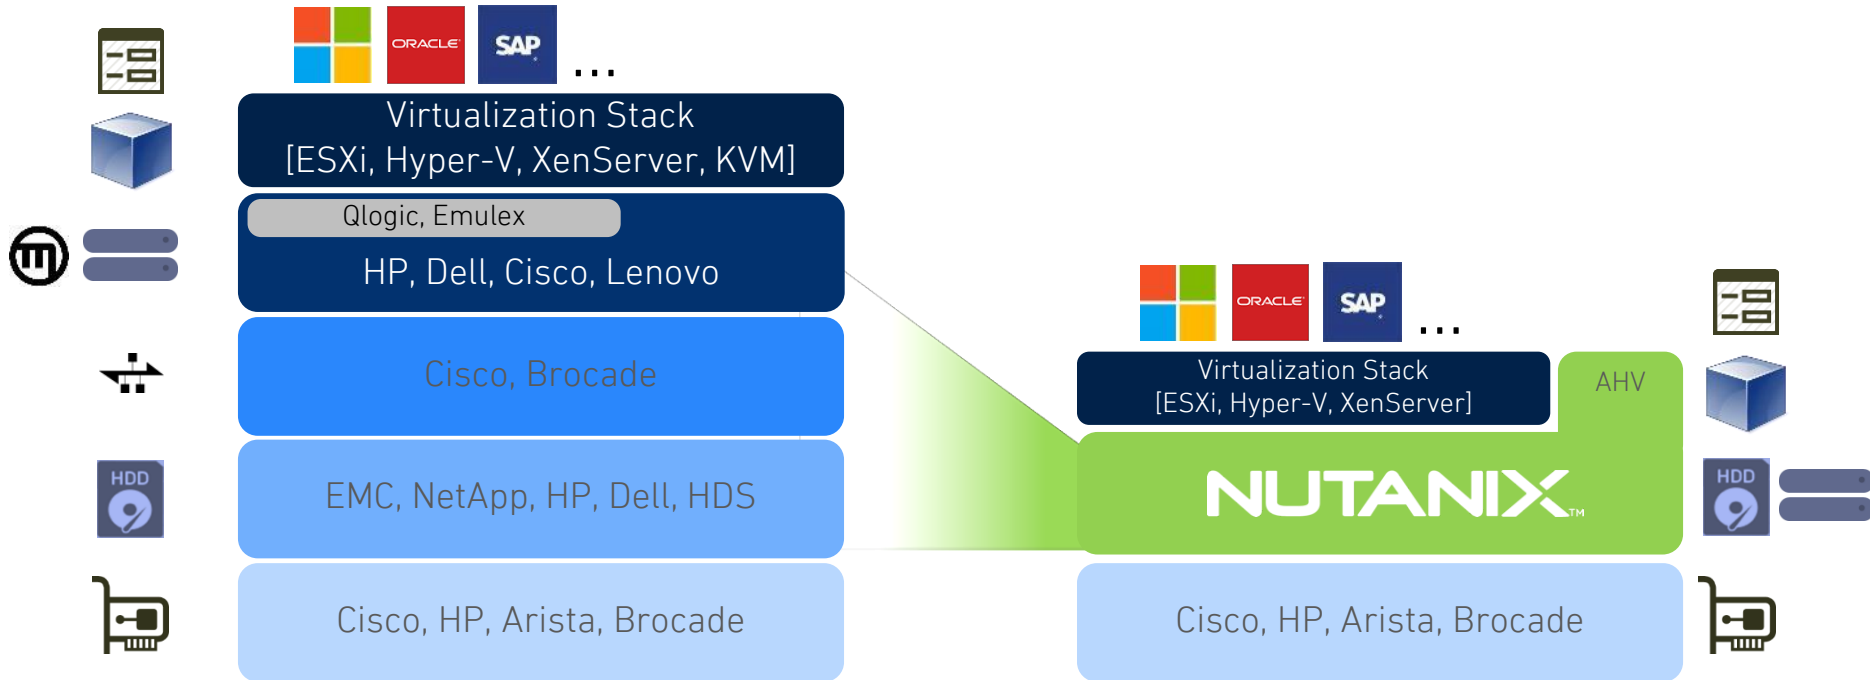 ORACLE
SAP
...
Virtualization Stack
[ESXi, Hyper-V, XenServer, KVM]
Qlogic, Emulex
HP, Dell, Cisco, Lenovo
Cisco, Brocade
HDD
EMC, NetApp, HP, Dell, HDS
Cisco, HP, Arista, Brocade
ORACLE
SAP
...
Virtualization Stack
[ESXi, Hyper-V, XenServer]
AHV
NUTANIX™
HDD
Cisco, HP, Arista, Brocade